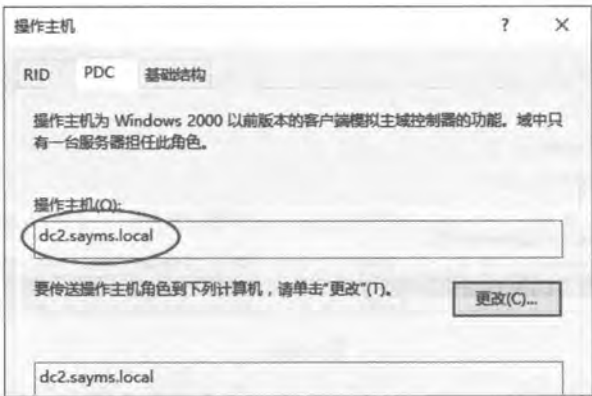 操作主机 ? ×
RID PDC 基础结构
操作主机为 Windows 2000 以前版本的客户端模拟主域控制器的功能。域中只
有一台服务器担任此角色。
操作主机(O):
dc2.sayms.local
要传送操作主机角色到下列计算机，请单击"更改"(T)。
更改(C)...
dc2.sayms.local